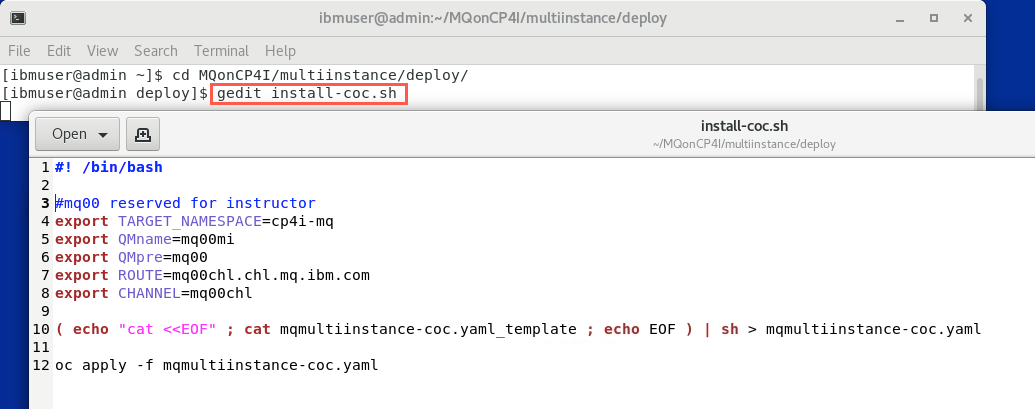 ibmuser@admin:~/MQonCP4I/multiinstance/deploy
File Edit View Search Terminal Help
[ibmuser@admin ~]$ cd MQonCP4I/multiinstance/deploy/
[ibmuser@admin deploy]$ gedit install-coc.sh
Open
install-coc.sh
~/MQonCP4I/multiinstance/deploy
1 #! /bin/bash
2
3 #mq00 reserved for instructor
4 export TARGET_NAMESPACE=cp4i-mq
5 export QMname=mq00mi
6 export QMpre=mq00
7 export ROUTE=mq00chl.chl.mq.ibm.com
8 export CHANNEL=mq00chl
9
10 ( echo "cat <<EOF" ; cat mqmultiinstance-coc.yaml_template ; echo EOF ) | sh > mqmultiinstance-coc.yaml
11
12 oc apply -f mqmultiinstance-coc.yaml